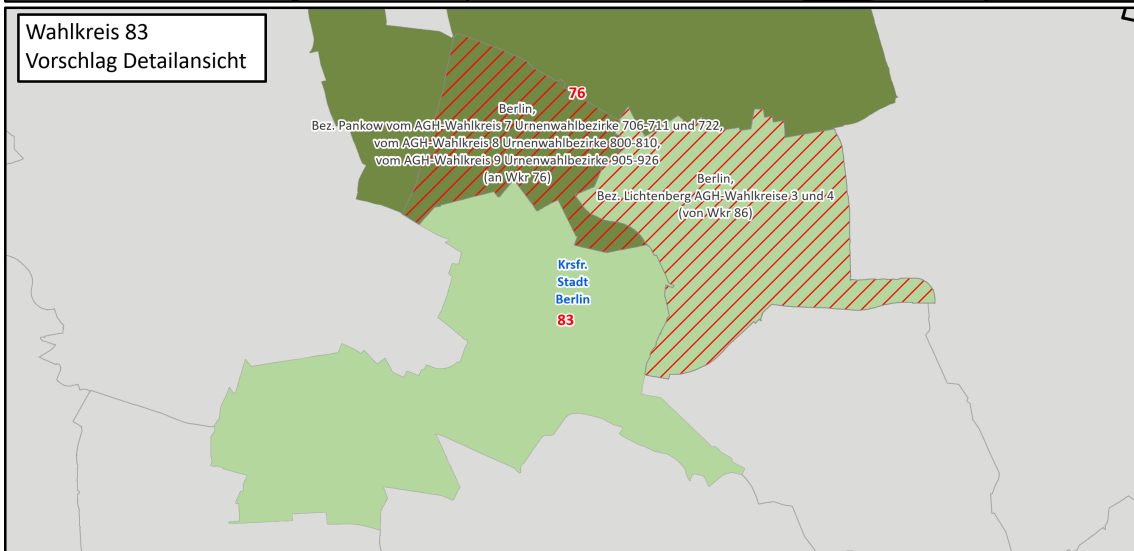 Wahlkreis 83
Vorschlag Detailansicht
76
Berlin,
Bez. Pankow vom AGH-Wahlkreis 7 Urnenwahlbezirke 706-711 und 722,
vom AGH-Wahlkreis 8 Urnenwahlbezirke 800-810,
vom AGH-Wahlkreis 9 Urnenwahlbezirke 905-926
(an Wkr 76)
Berlin,
Bez. Lichtenberg AGH-Wahlkreise 3 und 4
(von Wkr 86)
Krsfr.
Stadt
Berlin
83